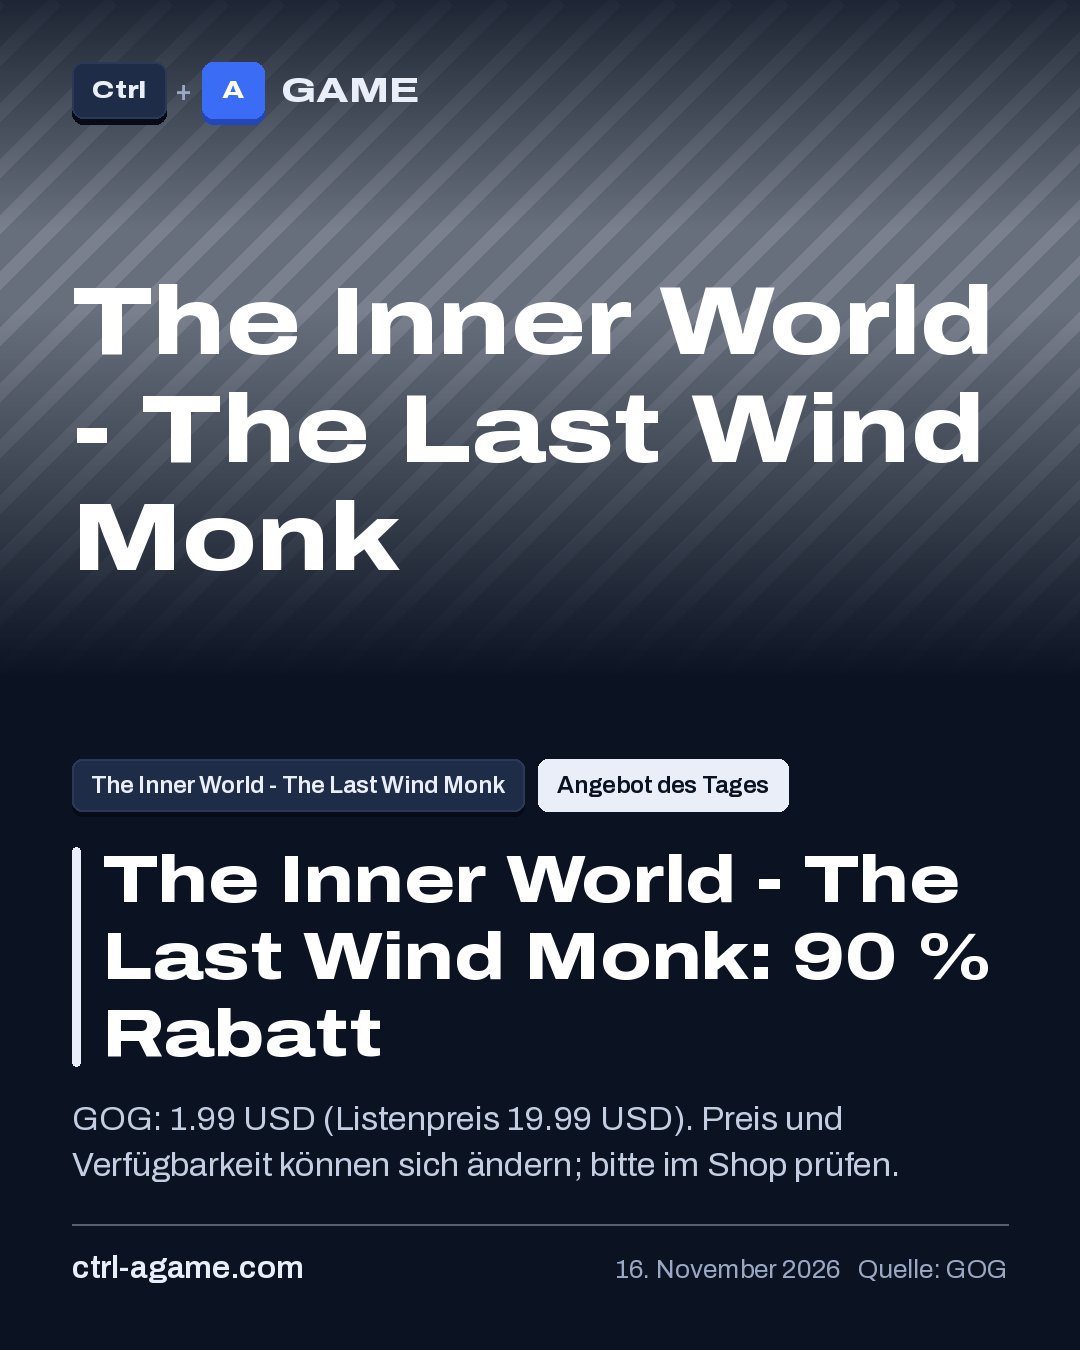 Ctrl + A GAME
The Inner World
- The Last Wind
Monk
The Inner World - The Last Wind Monk
Angebot des Tages
The Inner World - The
Last Wind Monk: 90 %
Rabatt
GOG: 1.99 USD (Listenpreis 19.99 USD). Preis und
Verfügbarkeit können sich ändern; bitte im Shop prüfen.
ctrl-agame.com
16. November 2026 Quelle: GOG